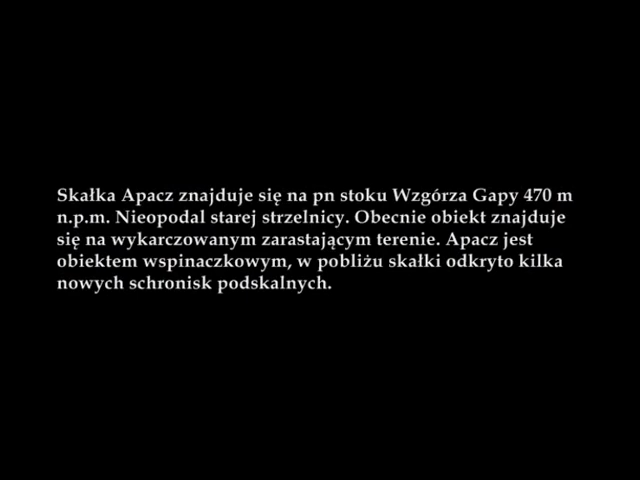 Skałka Apacz znajduje się na pn stoku Wzgórza Gapy 470 m
n.p.m. Nieopodal starej strzelnicy. Obecnie obiekt znajduje
się na wykarczowanym zarastającym terenie. Apacz jest
obiektem wspinaczkowym, w pobliżu skałki odkryto kilka
nowych schronisk podskalnych.